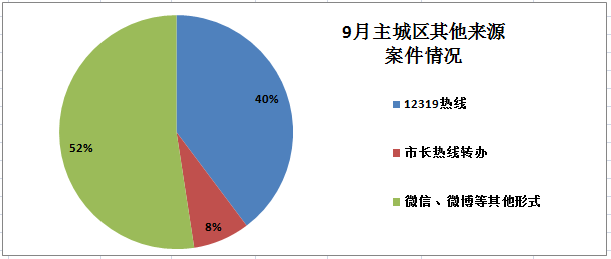 9月主城区其他来源
案件情况
40%
12319热线
52%
市长热线转办
8%
微信、微博等其他形式